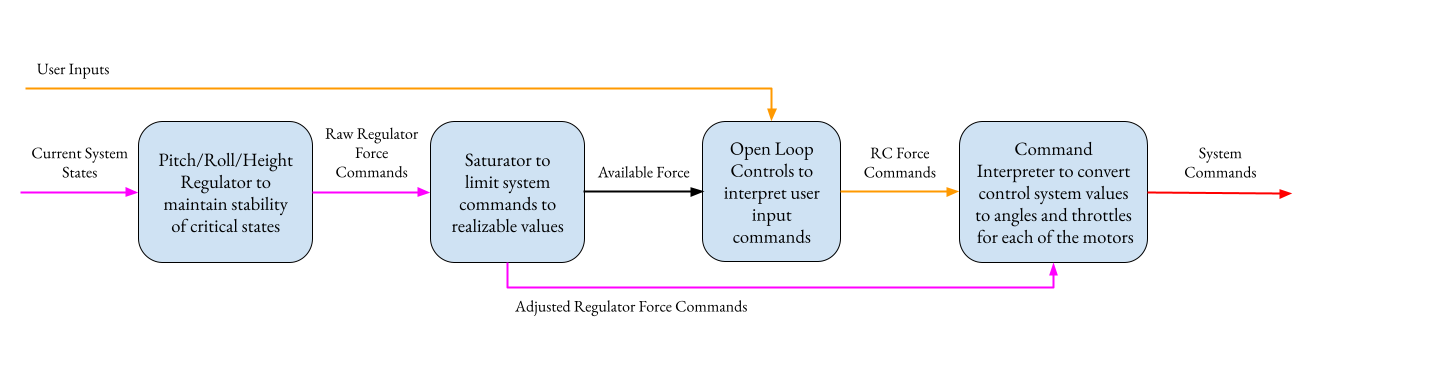 User Inputs
Current System
States
Pitch/Roll/Height
Regulator to
maintain stability
of critical states
Raw Regulator
Force
Commands
Saturator to
limit system
commands to
realizable values
Available Force
Open Loop
Controls to
interpret user
input
commands
RC Force
Commands
Command
Interpreter to convert
control system values
to angles and throttles
for each of the motors
System
Commands
Adjusted Regulator Force Commands